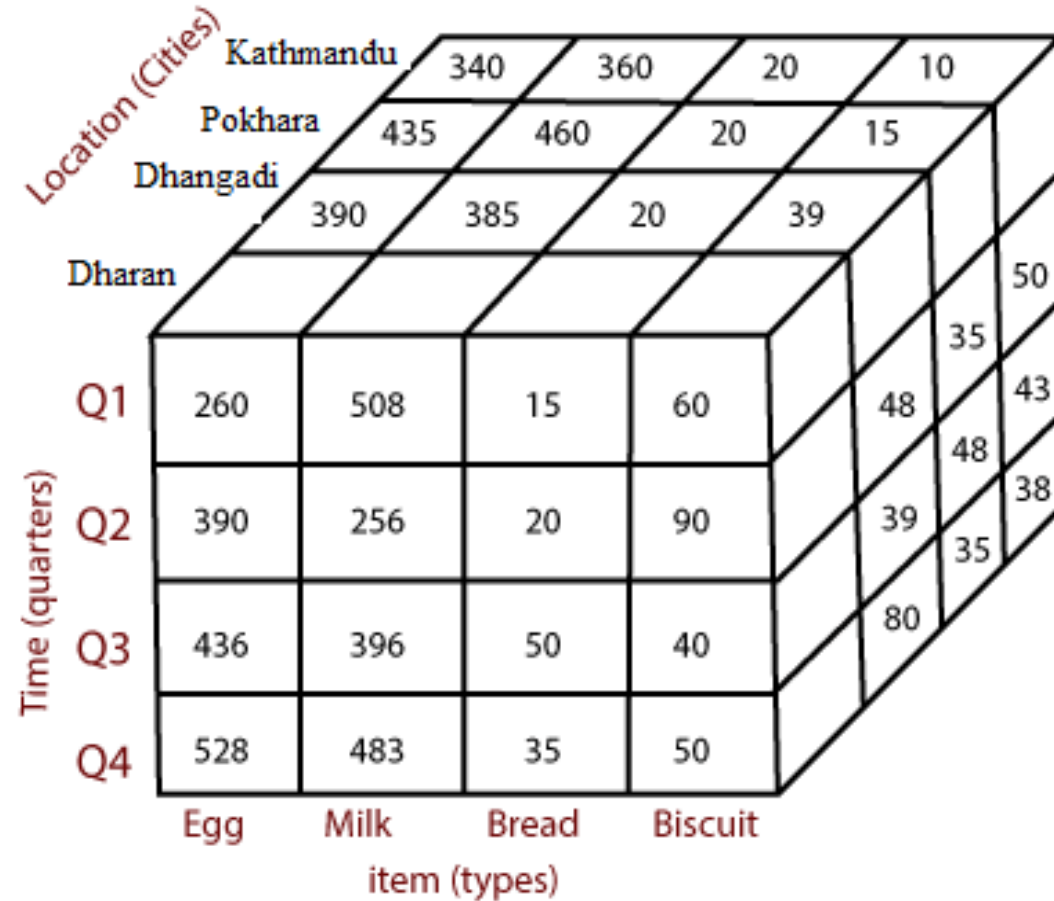 Location (Cities)
Kathmandu
340 360 20 10
Pokhara
435 460 20 15
Dhangadi
390 385 20 39
Dharan
Time (quarters)
Q1
260 508 15 60
Q2
390 256 20 90
Q3
436 396 50 40
Q4
528 483 35 50
48
39
80
35
48
35
50
43
38
Egg Milk Bread Biscuit
item (types)